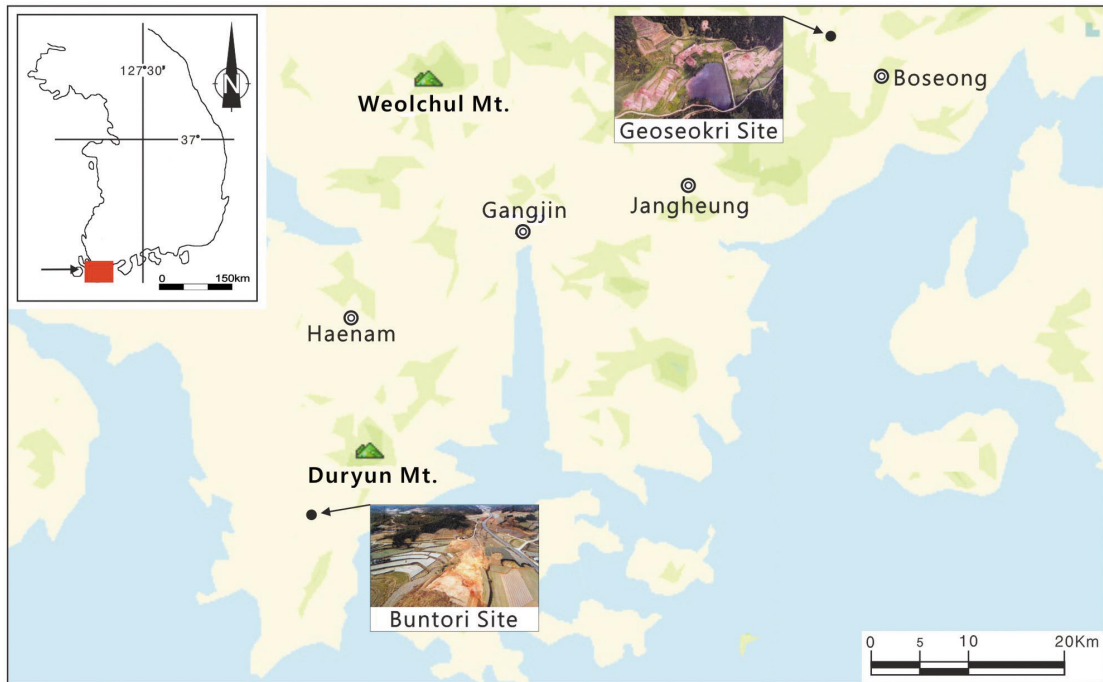 127°30′
N
37°
0 150km
Weolchul Mt.
Geoseokri Site
Boseong
Jangheung
Gangjin
Haenam
Duryun Mt.
Buntori Site
0 5 10 20Km